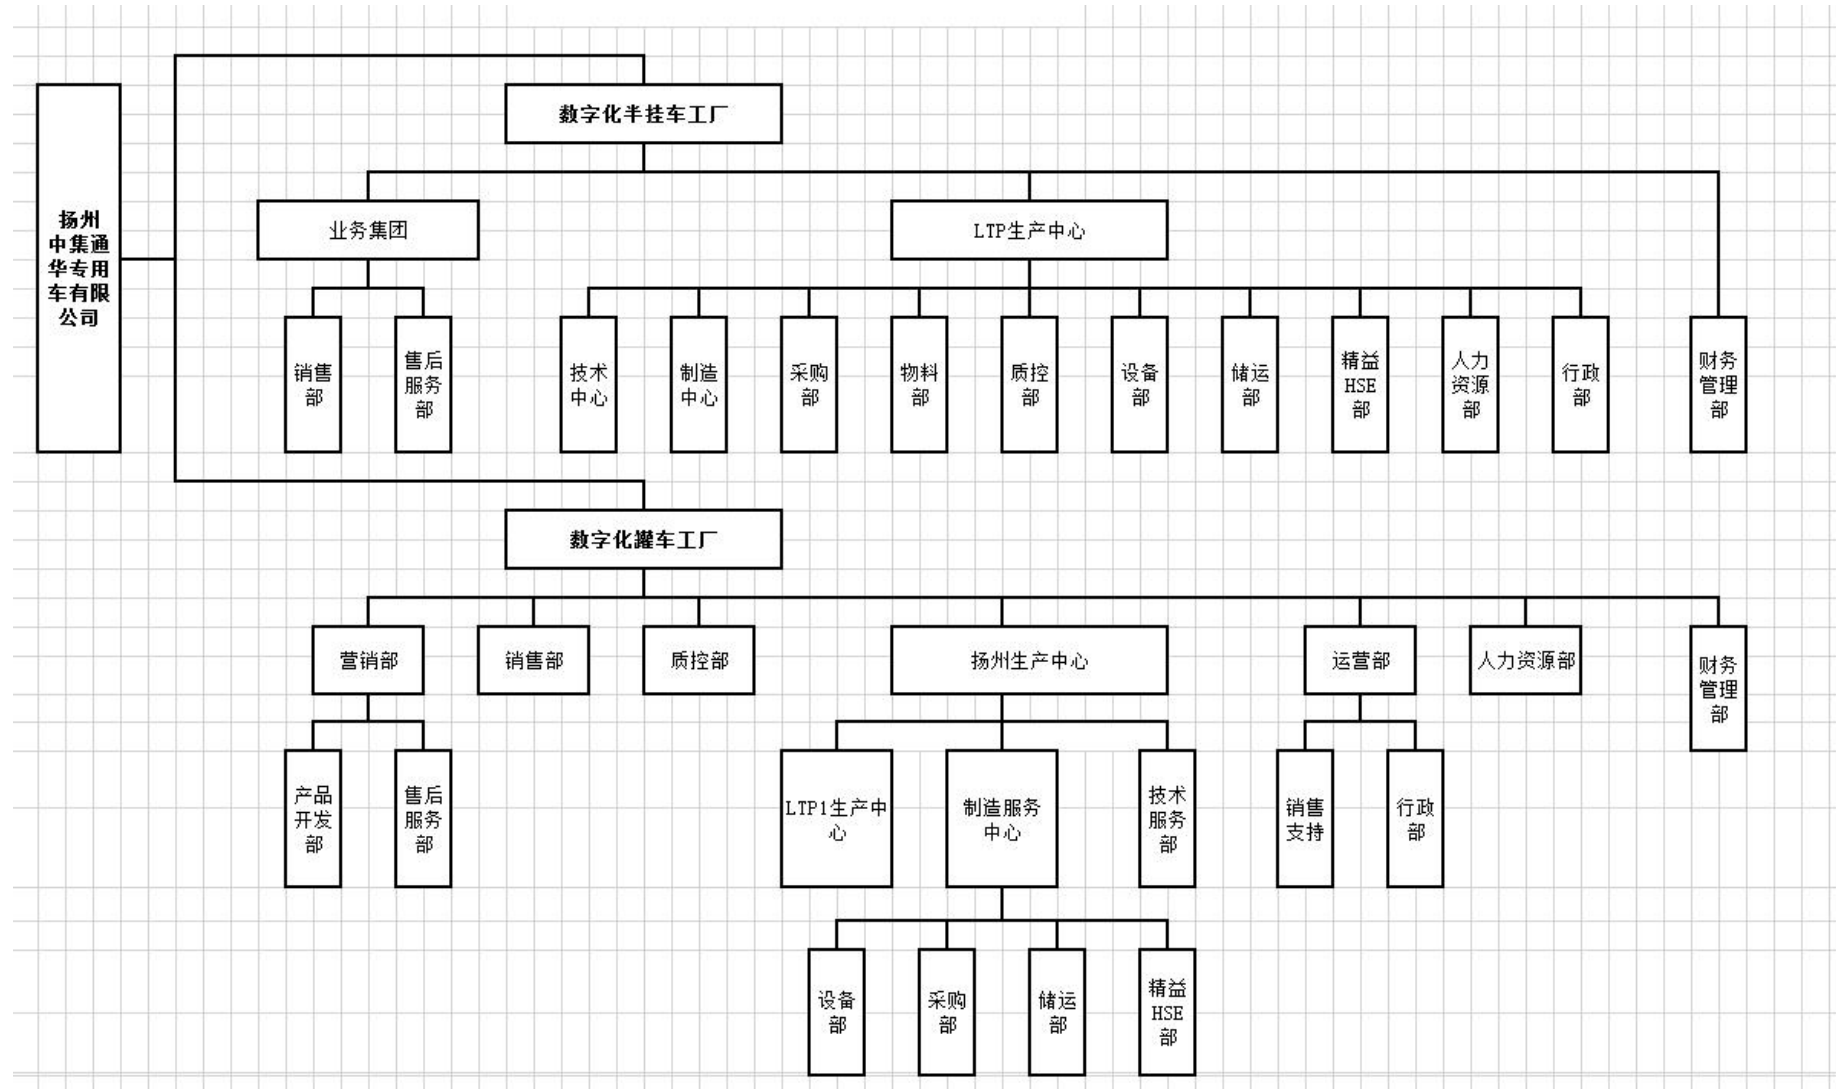 数字化半挂车工厂
扬州
中集通
华专用
车有限
公司
业务集团
LTP生产中心
销售
部
售后
服务
部
技术
中心
制造
中心
采购
部
物料
部
质控
部
设备
部
储运
部
精益
HSE
部
人力
资源
部
行政
部
财务
管理
部
数字化罐车工厂
营销部
销售部
质控部
扬州生产中心
运营部
人力资源部
财务
管理
部
产品
开发
部
售后
服务
部
LTP1生产中
心
制造服务
中心
技术
服务
部
销售
支持
行政
部
设备
部
采购
部
储运
部
精益
HSE
部